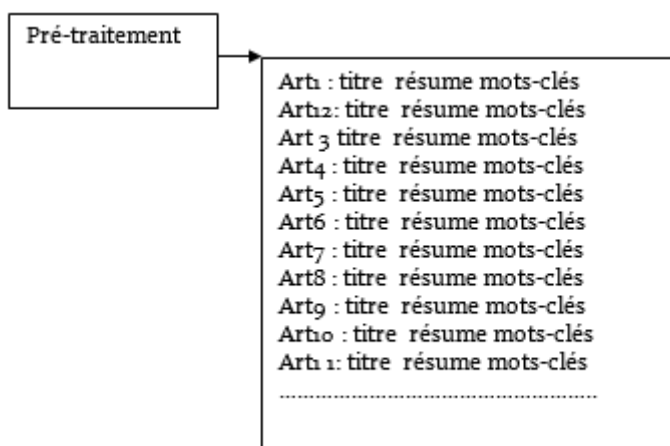 Pré-traitement
Art1 : titre résume mots-clés
Art12: titre résume mots-clés
Art 3 titre résume mots-clés
Art4 : titre résume mots-clés
Art5 : titre résume mots-clés
Art6 : titre résume mots-clés
Art7 : titre résume mots-clés
Art8 : titre résume mots-clés
Art9 : titre résume mots-clés
Art10 : titre résume mots-clés
Art1 1: titre résume mots-clés
......................................................